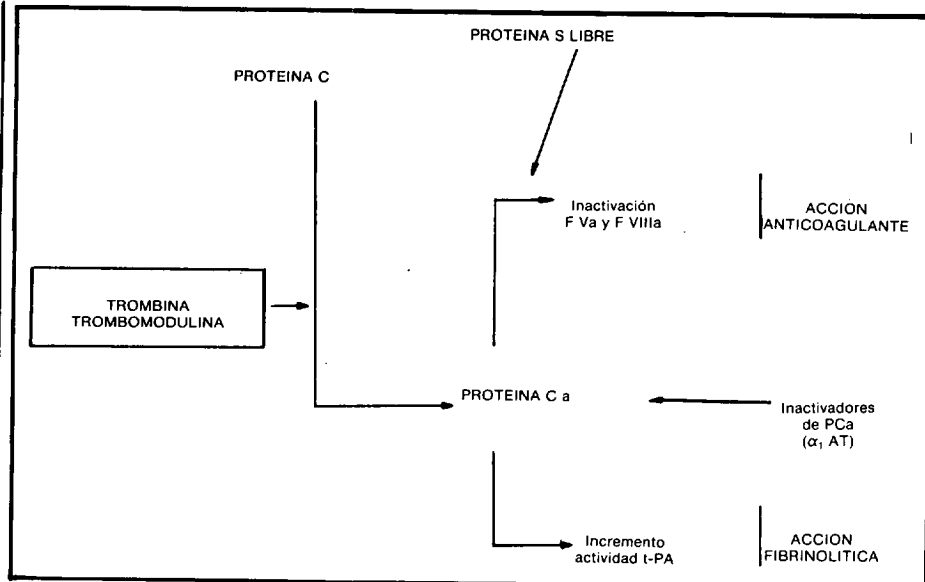 PROTEINA S LIBRE
PROTEINA C
Inactivación
F Va y F VIIIa
ACCION
ANTICOAGULANTE
TROMBINA
TROMBOMODULINA
PROTEINA C a
Inactivadores
de PCa
(α₁ AT)
Incremento
actividad t-PA
ACCION
FIBRINOLITICA